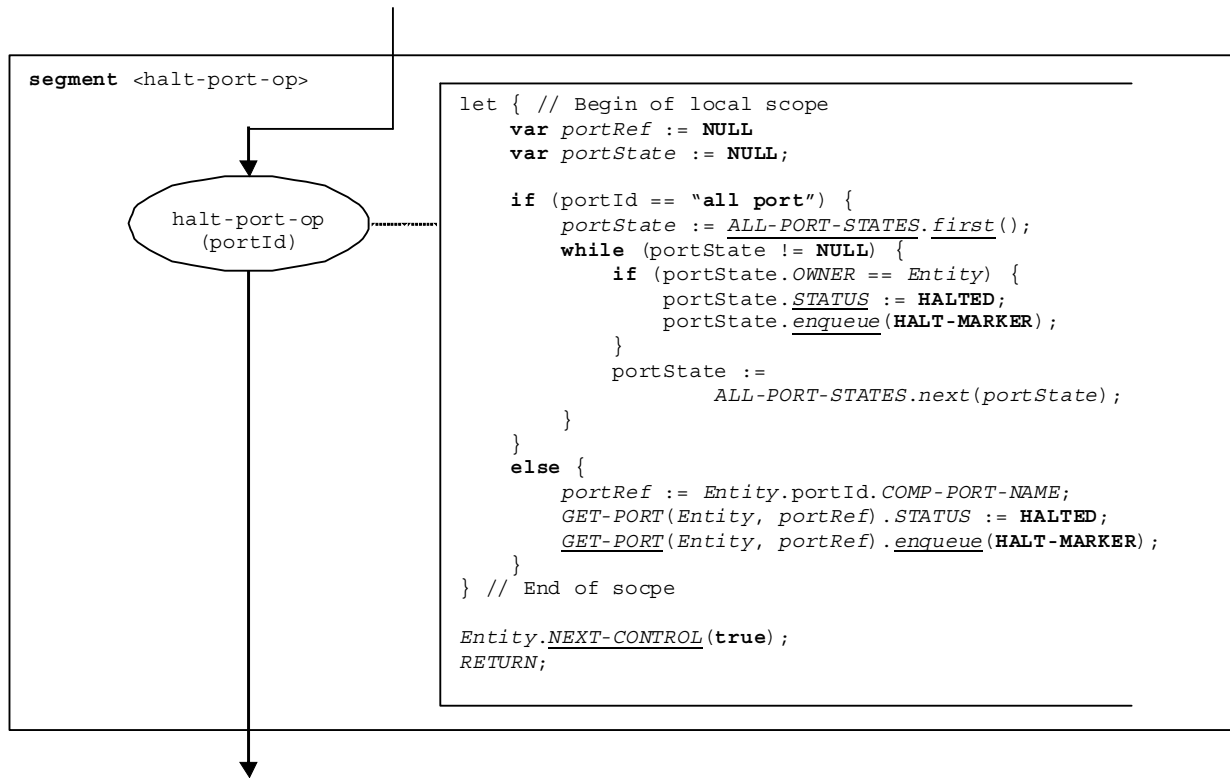 segment <halt-port-op>
halt-port-op
(portId)
let { // Begin of local scope
var portRef := NULL
var portState := NULL;
if (portId == “all port”) {
portState := ALL-PORT-STATES.first();
while (portState != NULL) {
if (portState.OWNER == Entity) {
portState.STATUS := HALTED;
portState.enqueue(HALT-MARKER);
}
portState :=
ALL-PORT-STATES.next(portState);
}
}
else {
portRef := Entity.portId.COMP-PORT-NAME;
GET-PORT(Entity, portRef).STATUS := HALTED;
GET-PORT(Entity, portRef).enqueue(HALT-MARKER);
}
} // End of socpe
Entity.NEXT-CONTROL(true);
RETURN;